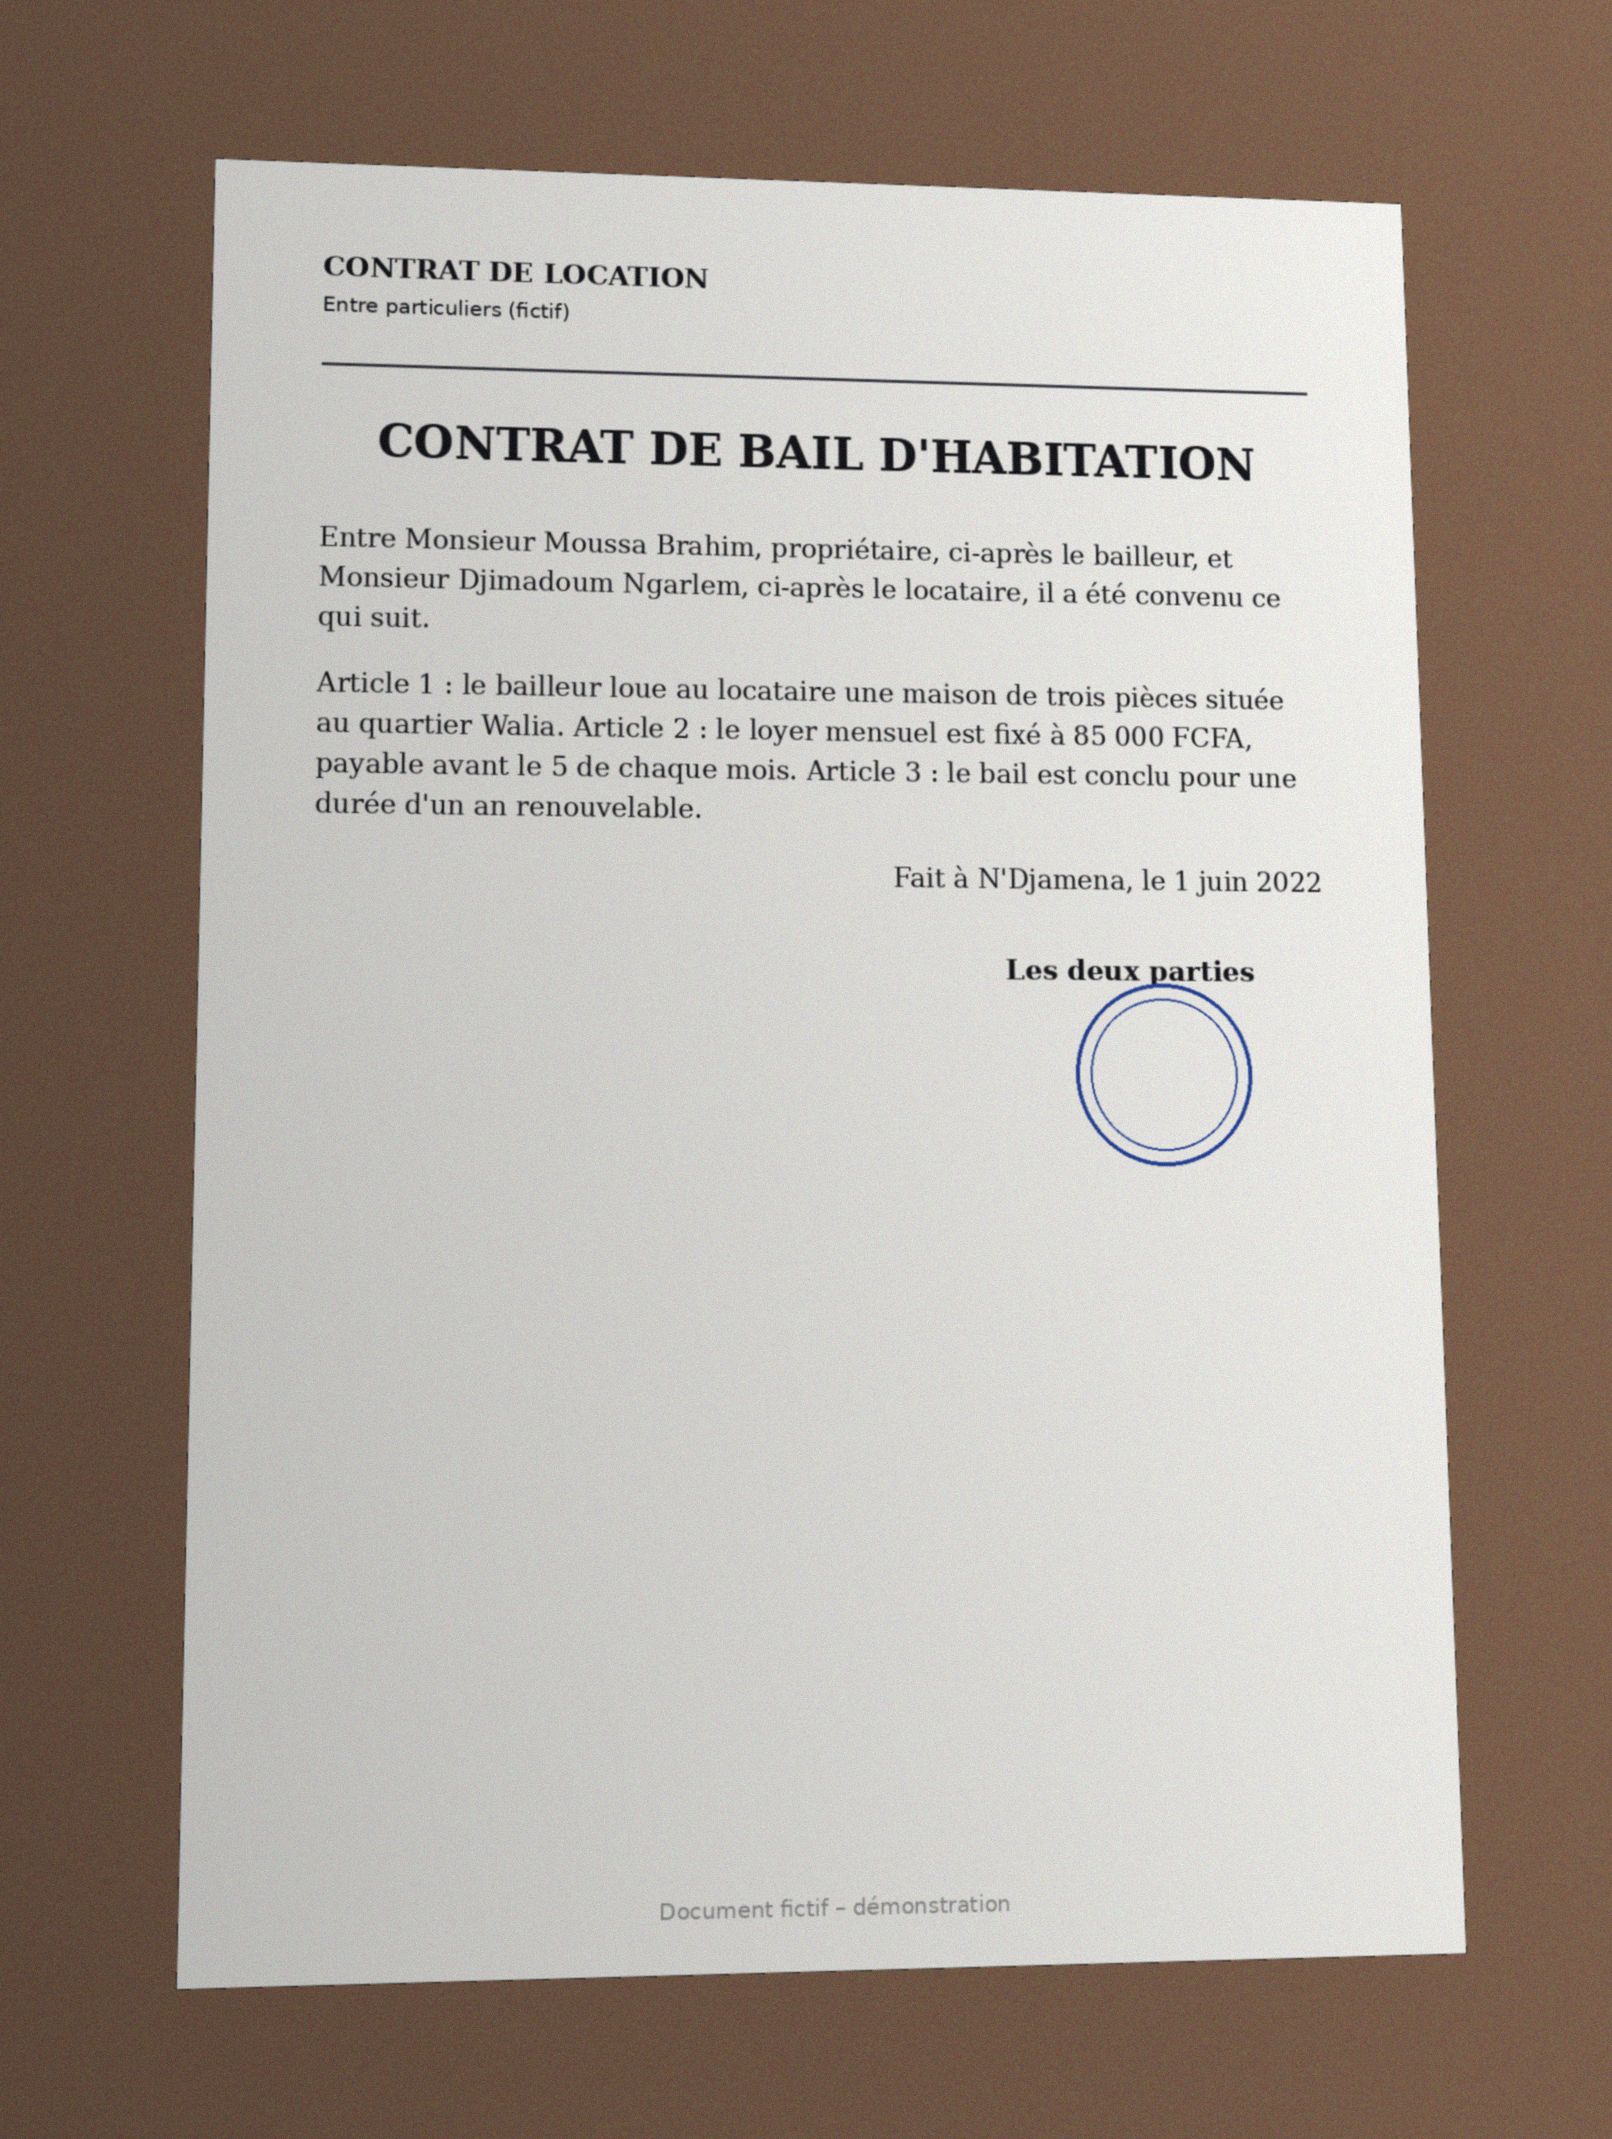 CONTRAT DE LOCATION
Entre particuliers (fictif)
CONTRAT DE BAIL D'HABITATION
Entre Monsieur Moussa Brahim, propriétaire, ci-après le bailleur, et
Monsieur Djimadoum Ngarlem, ci-après le locataire, il a été convenu ce
qui suit.
Article 1 : le bailleur loue au locataire une maison de trois pièces située
au quartier Walia. Article 2 : le loyer mensuel est fixé à 85 000 FCFA,
payable avant le 5 de chaque mois. Article 3 : le bail est conclu pour une
durée d'un an renouvelable.
Fait à N'Djamena, le 1 juin 2022
Les deux parties
Document fictif – démonstration